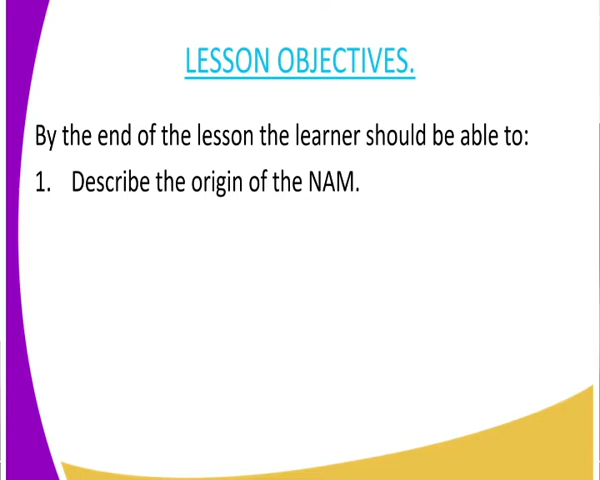 LESSON OBJECTIVES.
By the end of the lesson the learner should be able to:
1. Describe the origin of the NAM.